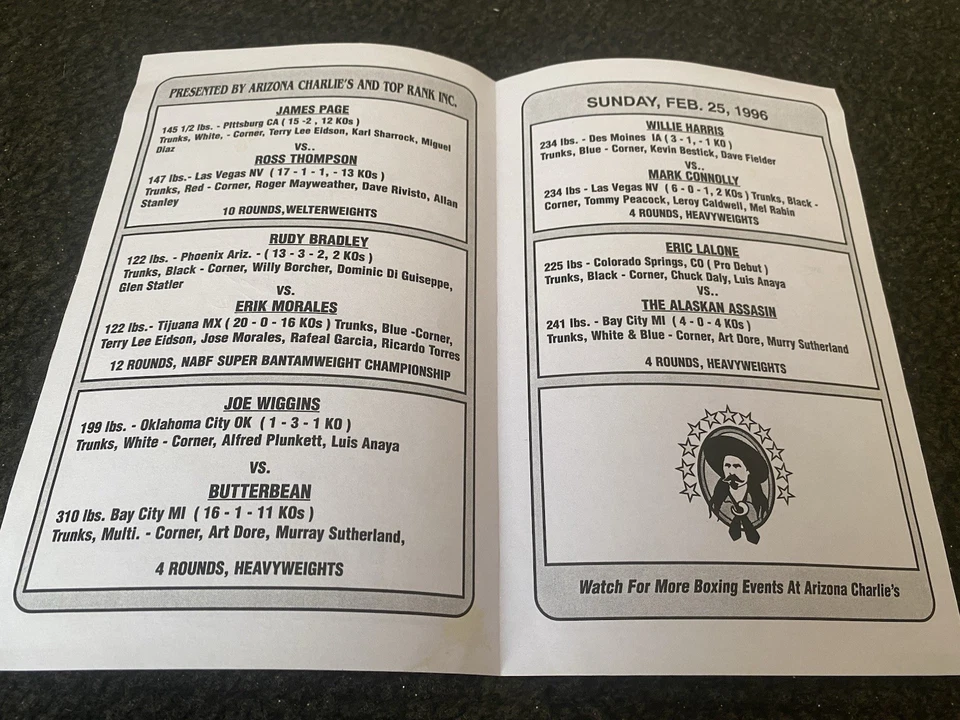 PRESENTED BY ARIZONA CHARLIE'S AND TOP RANK INC.
JAMES PAGE
145 1/2 lbs. - Pittsburg CA ( 15 -2 , 12 KOs )
Trunks, White, - Corner, Terry Lee Eidson, Karl Sharrock, Miguel
Diaz
VS..
ROSS THOMPSON
147 lbs.- Las Vegas NV ( 17 - 1 - 1, - 13 KOs )
Trunks, Red - Corner, Roger Mayweather, Dave Rivisto, Allan
Stanley
10 ROUNDS,WELTERWEIGHTS
RUDY BRADLEY
122 lbs. - Phoenix Ariz. - ( 13 - 3 - 2, 2 KOs )
Trunks, Black - Corner, Willy Borcher, Dominic Di Guiseppe,
Glen Statler
VS.
ERIK MORALES
122 lbs.- Tijuana MX ( 20 - 0 - 16 KOs ) Trunks, Blue -Corner,
Terry Lee Eidson, Jose Morales, Rafeal Garcia, Ricardo Torres
12 ROUNDS, NABF SUPER BANTAMWEIGHT CHAMPIONSHIP
JOE WIGGINS
199 lbs. - Oklahoma City OK ( 1 - 3 - 1 KO )
Trunks, White - Corner, Alfred Plunkett, Luis Anaya
VS.
BUTTERBEAN
310 lbs. Bay City MI ( 16 - 1 - 11 KOs )
Trunks, Multi. - Corner, Art Dore, Murray Sutherland,
4 ROUNDS, HEAVYWEIGHTS
SUNDAY, FEB. 25, 1996
WILLIE HARRIS
234 lbs. - Des Moines IA ( 3 - 1, - 1 KO )
Trunks, Blue - Corner, Kevin Bestick, Dave Fielder
VS..
MARK CONNOLLY
234 lbs - Las Vegas NV ( 6 - 0 - 1, 2 KOs ) Trunks, Black -
Corner, Tommy Peacock, Leroy Caldwell, Mel Rabin
4 ROUNDS, HEAVYWEIGHTS
ERIC LALONE
225 lbs - Colorado Springs, CO ( Pro Debut )
Trunks, Black - Corner, Chuck Daly, Luis Anaya
VS..
THE ALASKAN ASSASIN
241 lbs. - Bay City MI ( 4 - 0 - 4 KOs )
Trunks, White & Blue - Corner, Art Dore, Murry Sutherland
4 ROUNDS, HEAVYWEIGHTS
Watch For More Boxing Events At Arizona Charlie's